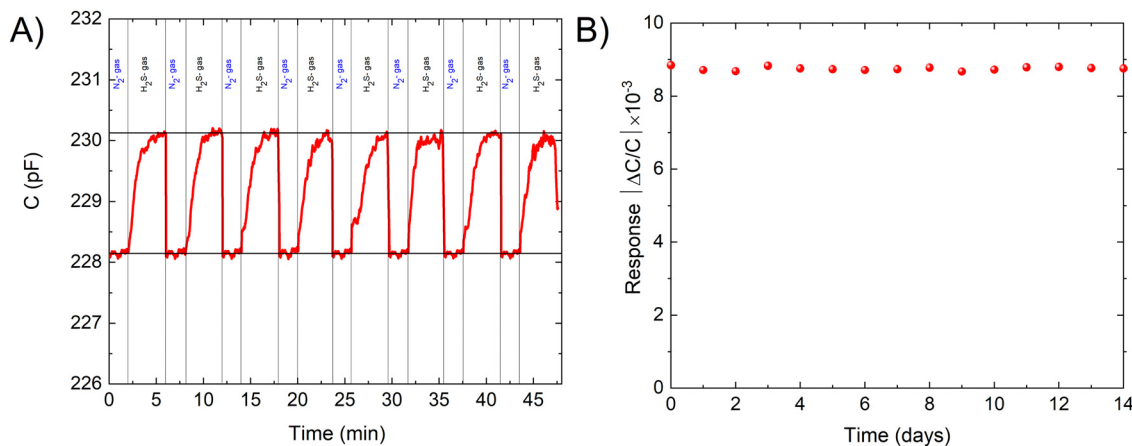 A)
232
231
230
229
228
227
226
C (pF)
N₂- gas
H₂S- gas
N₂- gas
H₂S- gas
N₂- gas
H₂S- gas
N₂- gas
H₂S- gas
N₂- gas
H₂S- gas
N₂- gas
H₂S- gas
N₂- gas
H₂S- gas
N₂- gas
H₂S- gas
0 5 10 15 20 25 30 35 40 45
Time (min)
B)
10
8
6
4
2
0
Response |ΔC/C|×10⁻³
0 2 4 6 8 10 12 14
Time (days)